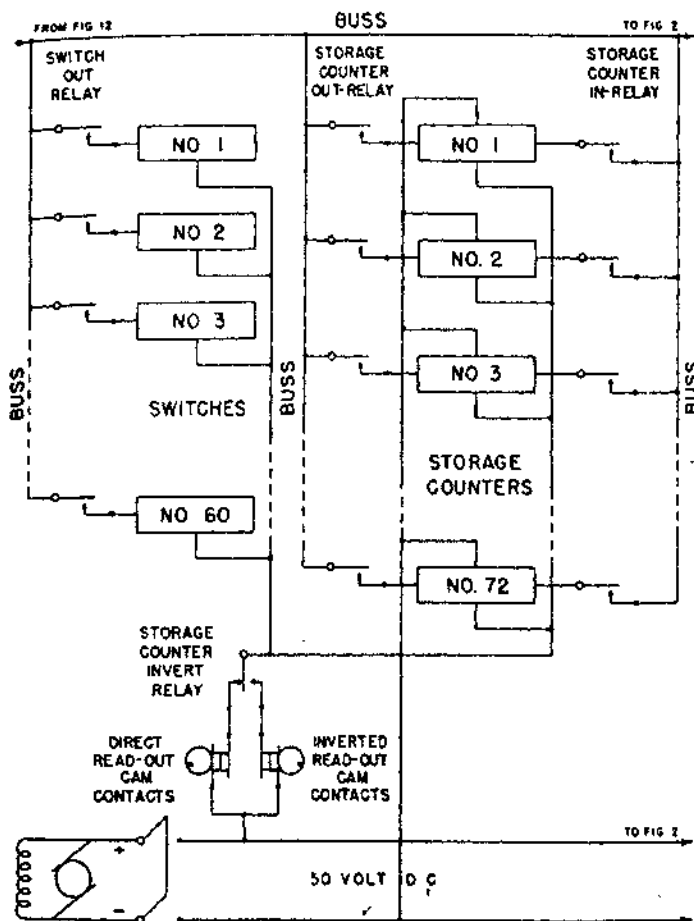 FROM FIG 12
BUSS
TO FIG 2
SWITCH
OUT
RELAY
STORAGE
COUNTER
OUT-RELAY
STORAGE
COUNTER
IN-RELAY
NO 1
NO 2
NO 3
NO 60
BUSS
SWITCHES
BUSS
NO 1
NO. 2
NO 3
NO. 72
STORAGE
COUNTERS
BUSS
STORAGE
COUNTER
INVERT
RELAY
DIRECT
READ-OUT
CAM
CONTACTS
INVERTED
READ-OUT
CAM
CONTACTS
TO FIG 2
+
50 VOLT D C
-